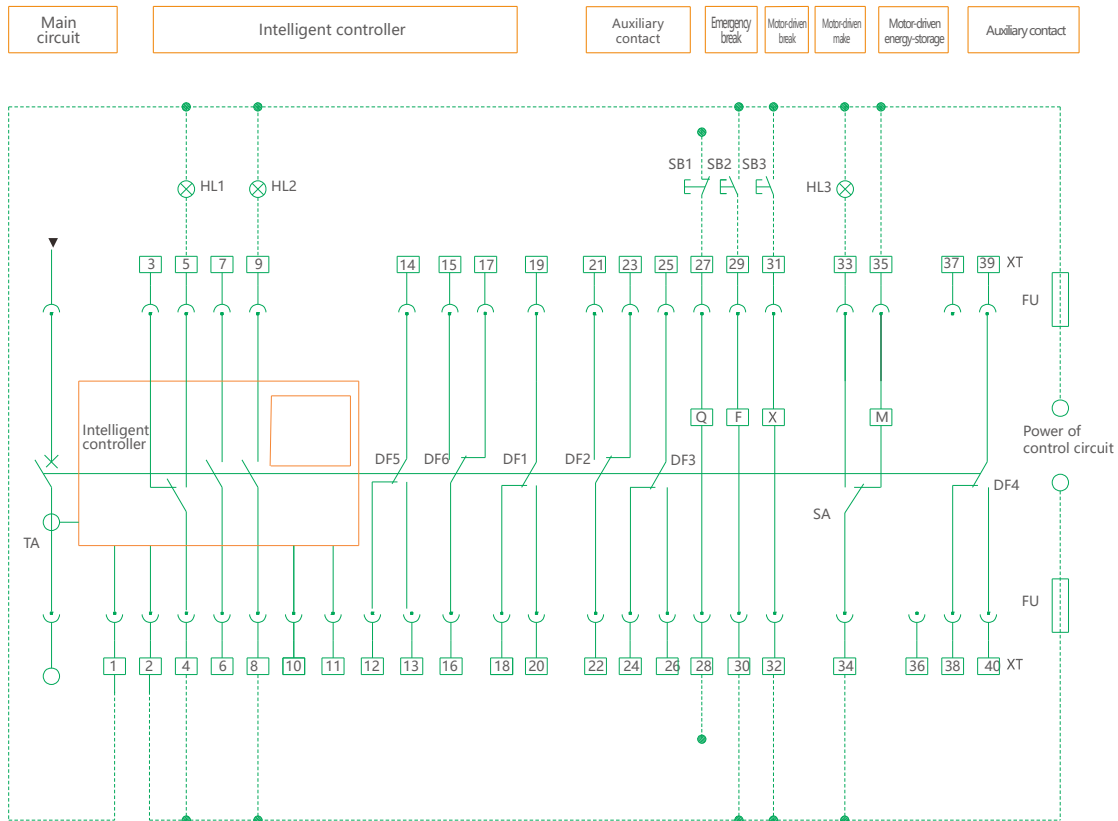 Main
circuit
Intelligent controller
Auxiliary
contact
Emergency
break
Motor-driven
break
Motor-driven
make
Motor-driven
energy-storage
Auxiliary contact
SB1 SB2 SB3
HL1 HL2 HL3
3 5 7 9 14 15 17 19 21 23 25 27 29 31 33 35 37 39 XT
FU
Q F X M
Intelligent
controller
Power of
control circuit
DF5 DF6 DF1 DF2 DF3
DF4
SA
TA
FU
1 2 4 6 8 10 11 12 13 16 18 20 22 24 26 28 30 32 34 36 38 40 XT